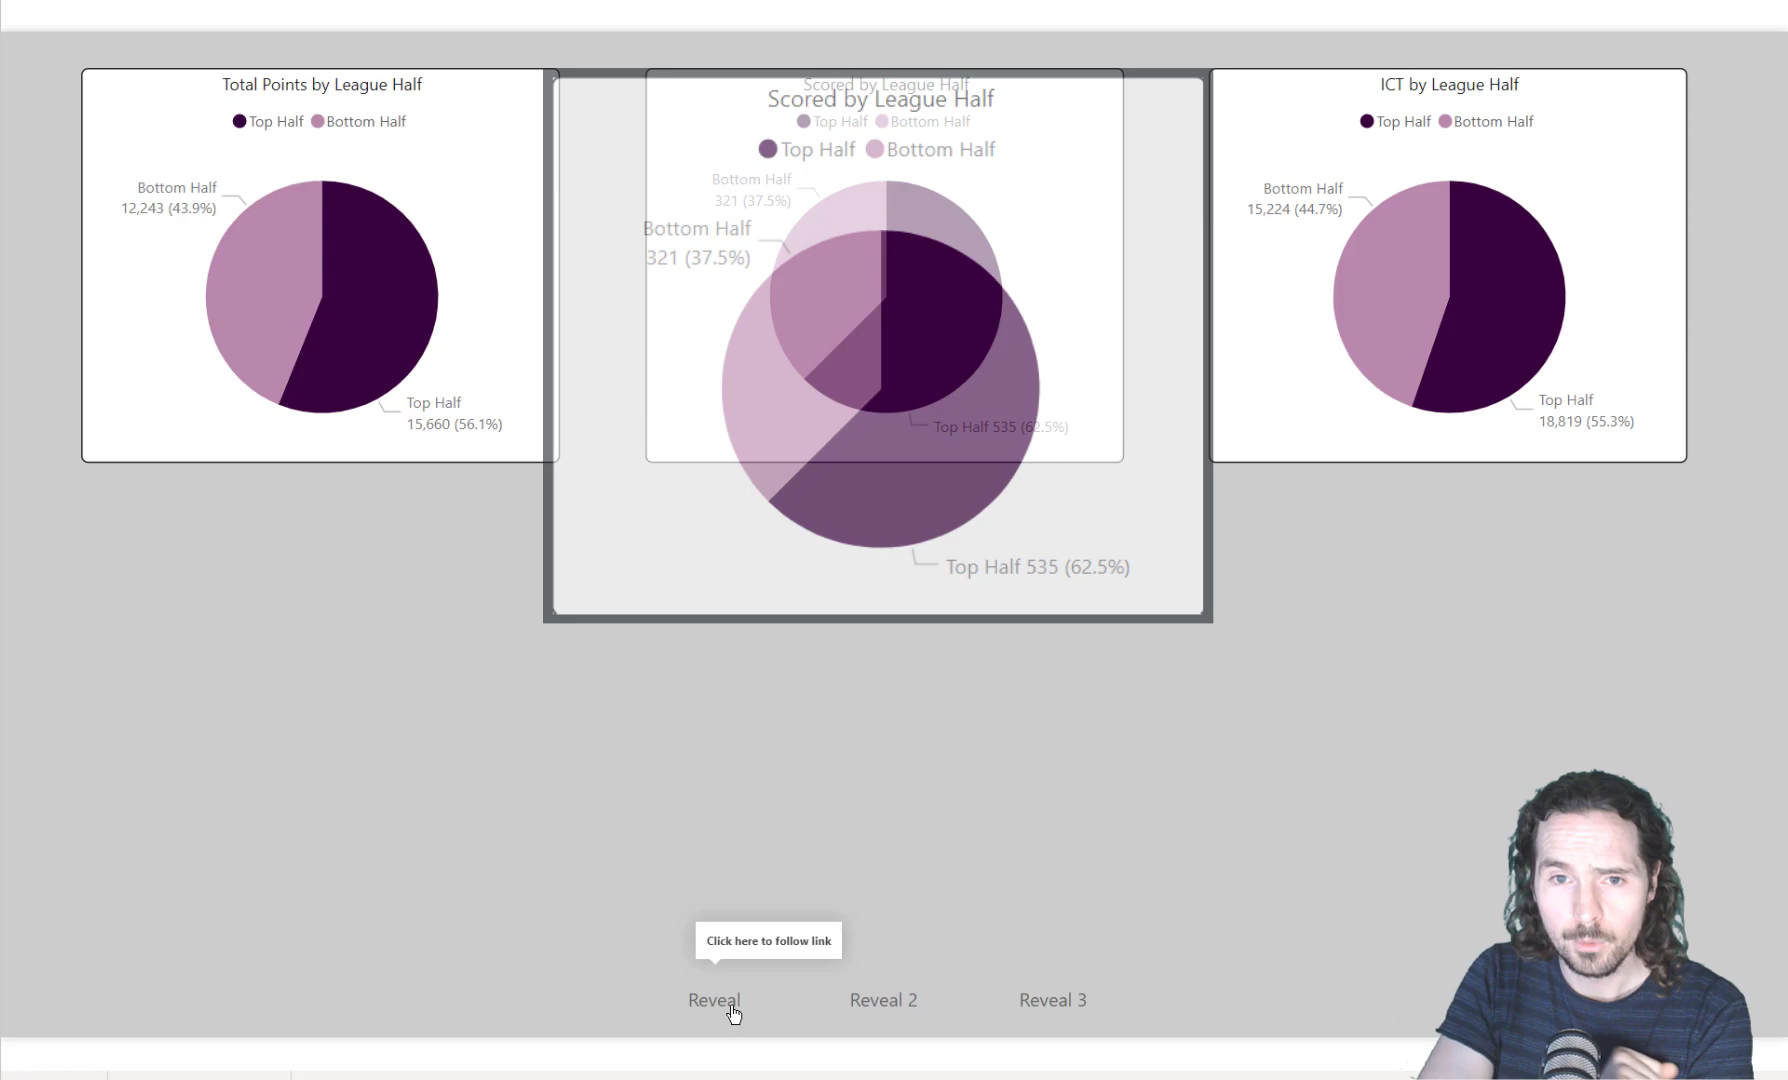 Total Points by League Half
Top Half Bottom Half
Bottom Half
12,243 (43.9%)
Top Half
15,660 (56.1%)
Scored by League Half
Top Half Bottom Half
Bottom Half
321 (37.5%)
Top Half 535 (62.5%)
Scored by League Half
Top Half Bottom Half
Bottom Half
321 (37.5%)
Top Half 535 (62.5%)
ICT by League Half
Top Half Bottom Half
Bottom Half
15,224 (44.7%)
Top Half
18,819 (55.3%)
Click here to follow link
Reveal
Reveal 2
Reveal 3